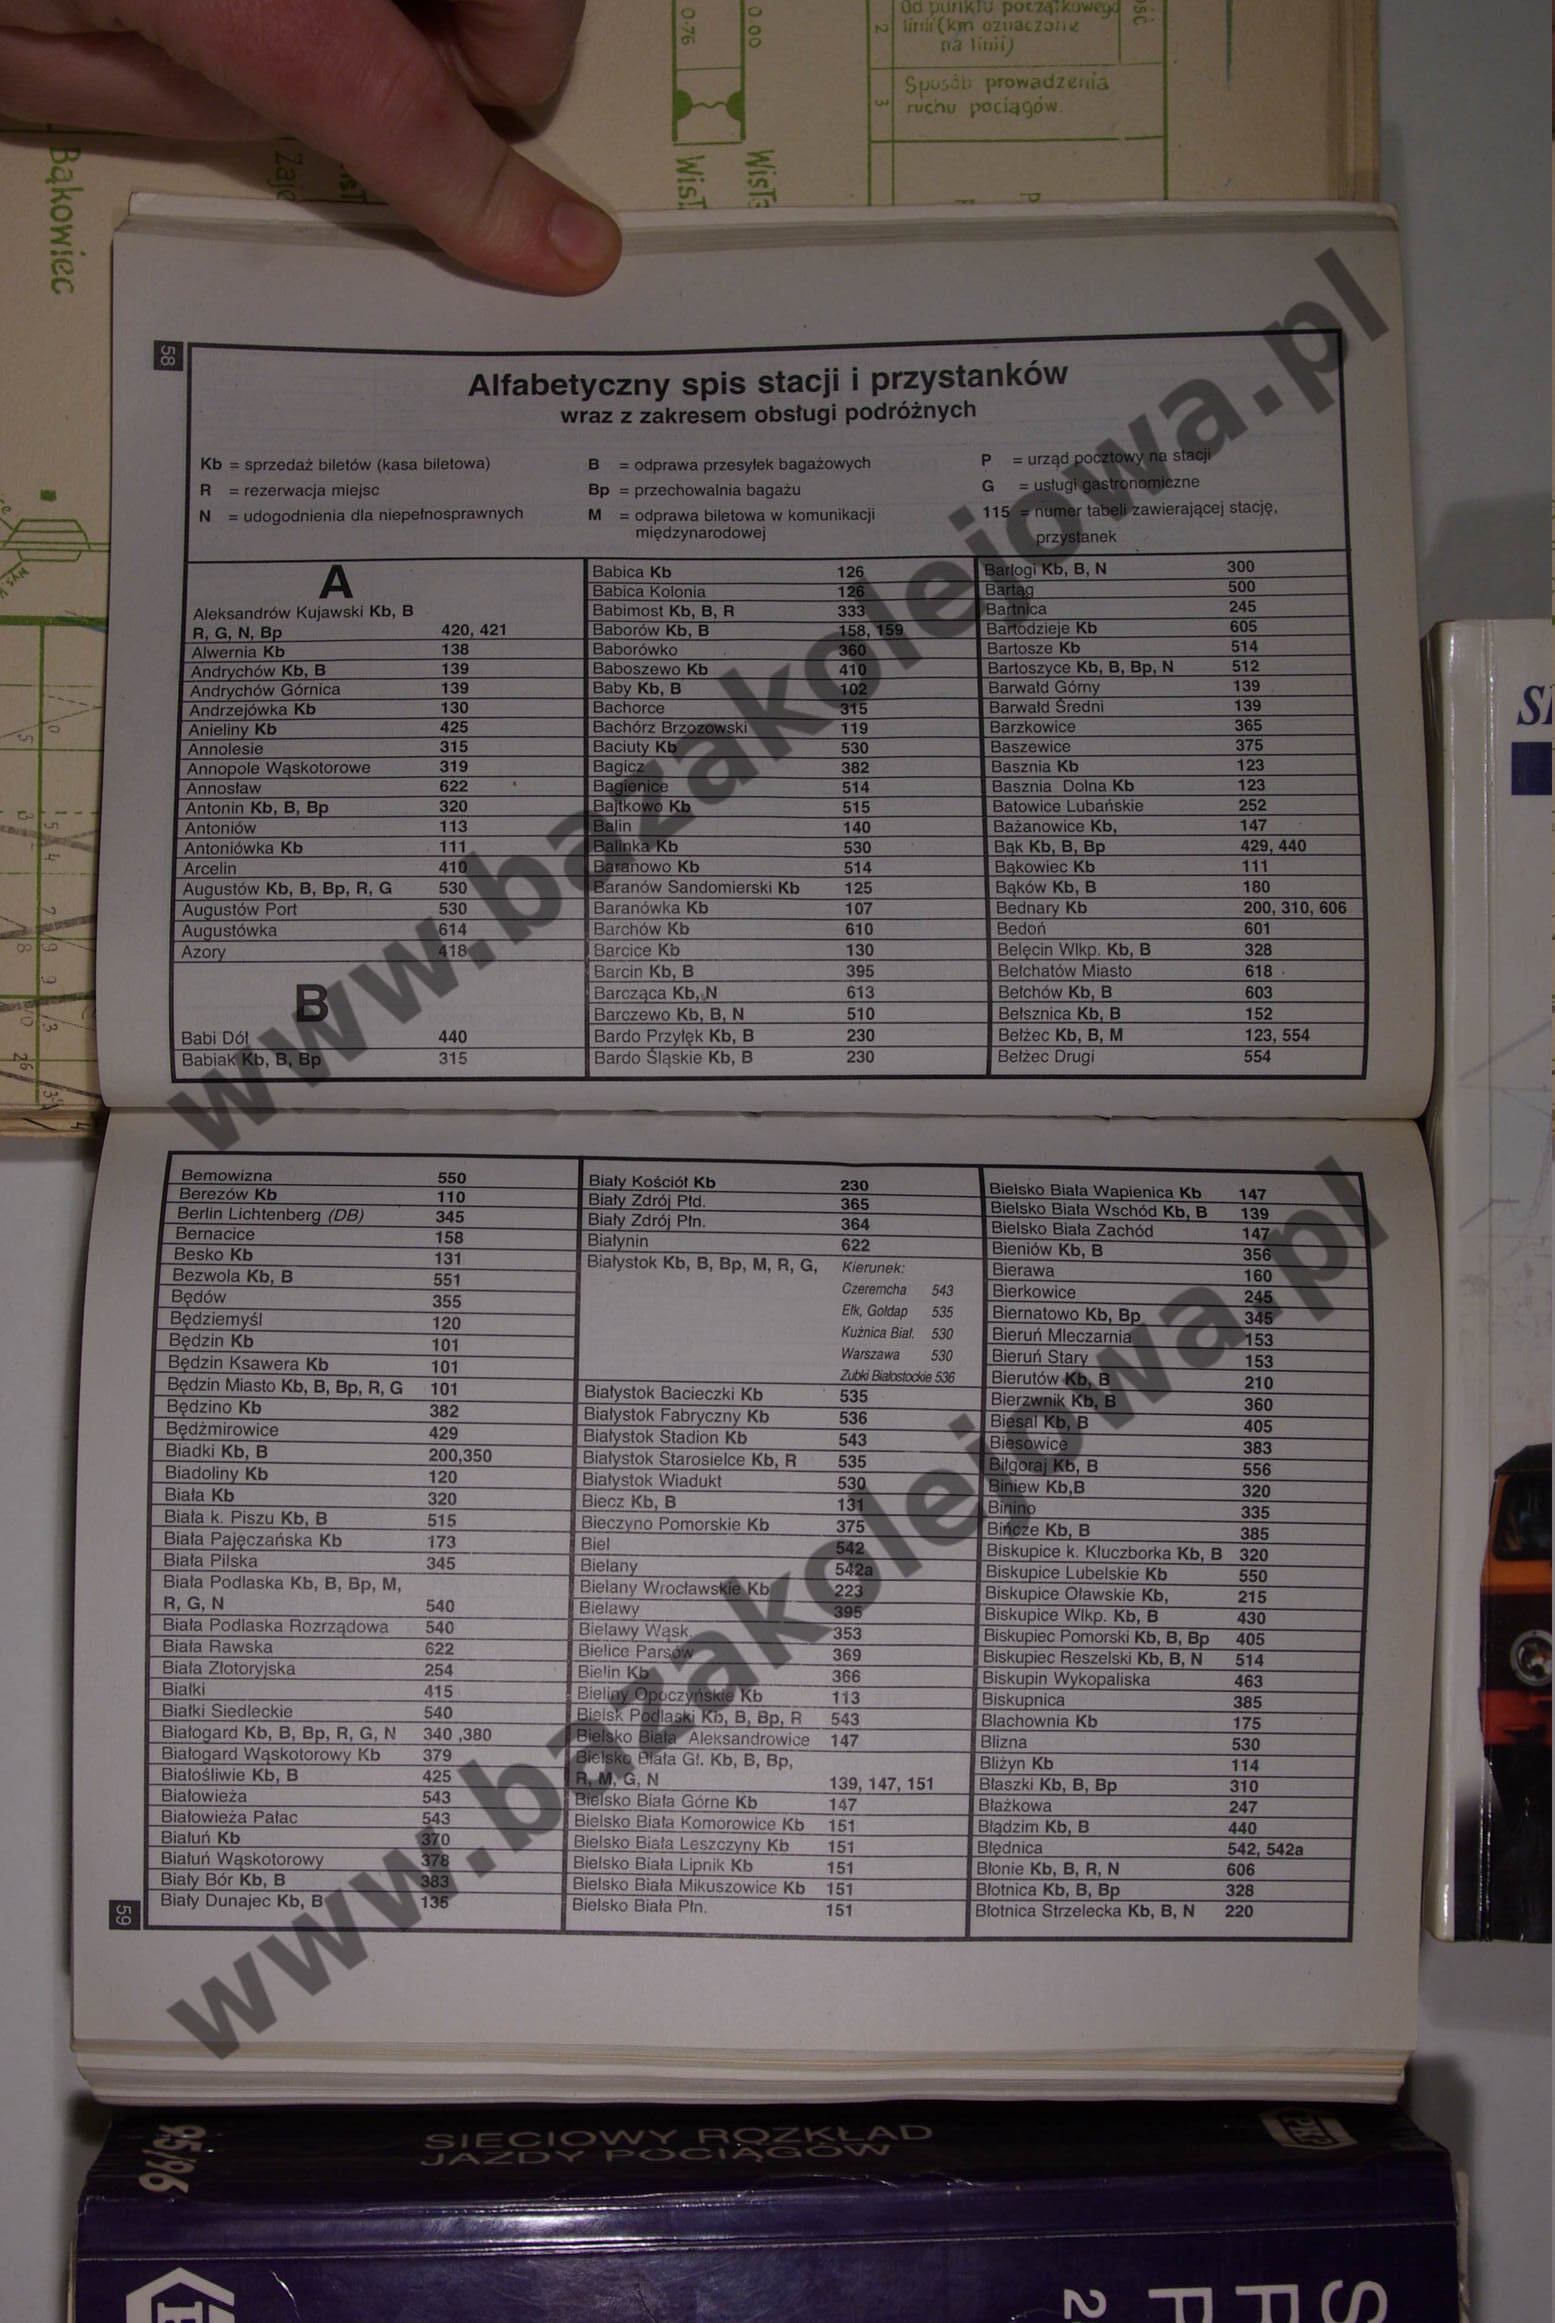 od punktu początkowego
linii (km oznaczone
na linii)
2
Sposób prowadzenia
ruchu pociągów.
3
0.76
0.00
Bąkowiec
58
Alfabetyczny spis stacji i przystanków
wraz z zakresem obsługi podróżnych
Kb = sprzedaż biletów (kasa biletowa)
R = rezerwacja miejsc
N = udogodnienia dla niepełnosprawnych
B = odprawa przesyłek bagażowych
Bp = przechowalnia bagażu
M = odprawa biletowa w komunikacji
międzynarodowej
P = urząd pocztowy na stacji
G = usługi gastronomiczne
115 = numer tabeli zawierającej stację,
przystanek
A
Aleksandrów Kujawski Kb, B
R, G, N, Bp 420, 421
Alwernia Kb 138
Andrychów Kb, B 139
Andrychów Górnica 139
Andrzejówka Kb 130
Anieliny Kb 425
Annolesie 315
Annopole Wąskotorowe 319
Annosław 622
Antonin Kb, B, Bp 320
Antoniów 113
Antoniówka Kb 111
Arcelin 410
Augustów Kb, B, Bp, R, G 530
Augustów Port 530
Augustówka 614
Azory 418
B
Babi Dół 440
Babiak Kb, B, Bp 315
Babica Kb 126
Babica Kolonia 126
Babimost Kb, B, R 333
Baborów Kb, B 158, 159
Baborówko 360
Baboszewo Kb 410
Baby Kb, B 102
Bachorce 315
Bachórz Brzozowski 119
Baciuty Kb 530
Bagicz 382
Bagienice 514
Bajtkowo Kb 515
Balin 140
Balinka Kb 530
Baranowo Kb 514
Baranów Sandomierski Kb 125
Baranówka Kb 107
Barchów Kb 610
Barcice Kb 130
Barcin Kb, B 395
Barcząca Kb, N 613
Barczewo Kb, B, N 510
Bardo Przyłęk Kb, B 230
Bardo Śląskie Kb, B 230
Barłogi Kb, B, N 300
Bartąg 500
Bartnica 245
Bartodzieje Kb 605
Bartosze Kb 514
Bartoszyce Kb, B, Bp, N 512
Barwałd Górny 139
Barwałd Średni 139
Barzkowice 365
Baszewice 375
Basznia Kb 123
Basznia Dolna Kb 123
Batowice Lubańskie 252
Bażanowice Kb, 147
Bąk Kb, B, Bp 429, 440
Bąkowiec Kb 111
Bąków Kb, B 180
Bednary Kb 200, 310, 606
Bedoń 601
Belęcin Wlkp. Kb, B 328
Bełchatów Miasto 618
Bełchów Kb, B 603
Bełsznica Kb, B 152
Bełżec Kb, B, M 123, 554
Bełżec Drugi 554
Bemowizna 550
Berezów Kb 110
Berlin Lichtenberg (DB) 345
Bernacice 158
Besko Kb 131
Bezwola Kb, B 551
Będów 355
Będziemyśl 120
Będzin Kb 101
Będzin Ksawera Kb 101
Będzin Miasto Kb, B, Bp, R, G 101
Będzino Kb 382
Będźmirowice 429
Biadki Kb, B 200,350
Biadoliny Kb 120
Biała Kb 320
Biała k. Piszu Kb, B 515
Biała Pajęczańska Kb 173
Biała Pilska 345
Biała Podlaska Kb, B, Bp, M,
R, G, N 540
Biała Podlaska Rozrządowa 540
Biała Rawska 622
Biała Złotoryjska 254
Białki 415
Białki Siedleckie 540
Białogard Kb, B, Bp, R, G, N 340 ,380
Białogard Wąskotorowy Kb 379
Białośliwie Kb, B 425
Białowieża 543
Białowieża Pałac 543
Białuń Kb 370
Białuń Wąskotorowy 378
Biały Bór Kb, B 383
Biały Dunajec Kb, B 135
Biały Kościół Kb 230
Biały Zdrój Płd. 365
Biały Zdrój Płn. 364
Białynin 622
Białystok Kb, B, Bp, M, R, G, Kierunek:
Czeremcha 543
Ełk, Gołdap 535
Kuźnica Biał. 530
Warszawa 530
Zubki Białostockie 536
Białystok Bacieczki Kb 535
Białystok Fabryczny Kb 536
Białystok Stadion Kb 543
Białystok Starosielce Kb, R 535
Białystok Wiadukt 530
Biecz Kb, B 131
Bieczyno Pomorskie Kb 375
Biel 542
Bielany 542a
Bielany Wrocławskie Kb 223
Bielawy 395
Bielawy Wąsk. 353
Bielice Parsów 369
Bielin Kb 366
Bieliny Opoczyńskie Kb 113
Bielsk Podlaski Kb, B, Bp, R 543
Bielsko Biała Aleksandrowice 147
Bielsko Biała Gł. Kb, B, Bp,
R, M, G, N 139, 147, 151
Bielsko Biała Górne Kb 147
Bielsko Biała Komorowice Kb 151
Bielsko Biała Leszczyny Kb 151
Bielsko Biała Lipnik Kb 151
Bielsko Biała Mikuszowice Kb 151
Bielsko Biała Płn. 151
Bielsko Biała Wapienica Kb 147
Bielsko Biała Wschód Kb, B 139
Bielsko Biała Zachód 147
Bieniów Kb, B 356
Bierawa 160
Bierkowice 245
Biernatowo Kb, Bp 345
Bieruń Mleczarnia 153
Bieruń Stary 153
Bierutów Kb, B 210
Bierzwnik Kb, B 360
Biesal Kb, B 405
Biesowice 383
Biłgoraj Kb, B 556
Biniew Kb,B 320
Binino 335
Bińcze Kb, B 385
Biskupice k. Kluczborka Kb, B 320
Biskupice Lubelskie Kb 550
Biskupice Oławskie Kb, 215
Biskupice Wlkp. Kb, B 430
Biskupiec Pomorski Kb, B, Bp 405
Biskupiec Reszelski Kb, B, N 514
Biskupin Wykopaliska 463
Biskupnica 385
Blachownia Kb 175
Blizna 530
Bliżyn Kb 114
Błaszki Kb, B, Bp 310
Błażkowa 247
Błądzim Kb, B 440
Błędnica 542, 542a
Błonie Kb, B, R, N 606
Błotnica Kb, B, Bp 328
Błotnica Strzelecka Kb, B, N 220
59
www.bazakolejowa.pl
www.bazakolejowa.pl
95/96
SIECIOWY ROZKŁAD
JAZDY POCIĄGÓW